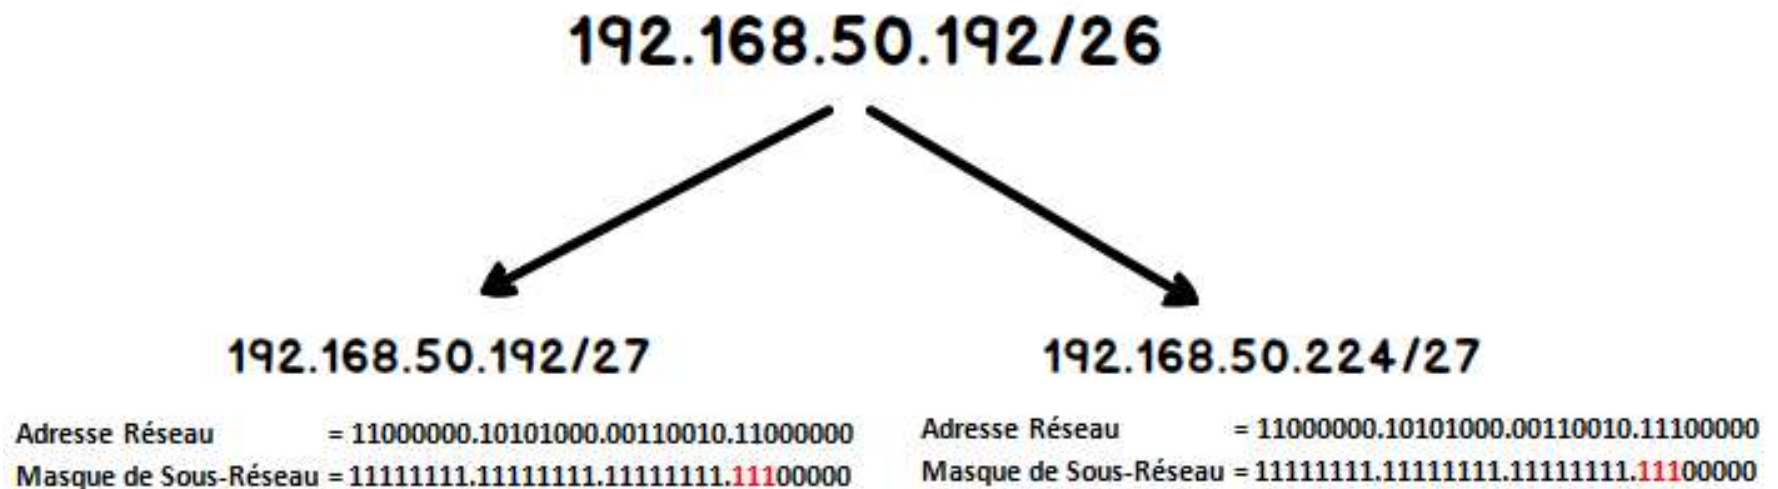 192.168.50.192/26
192.168.50.192/27
Adresse Réseau = 11000000.10101000.00110010.11000000
Masque de Sous-Réseau = 11111111.11111111.11111111.11100000
192.168.50.224/27
Adresse Réseau = 11000000.10101000.00110010.11100000
Masque de Sous-Réseau = 11111111.11111111.11111111.11100000